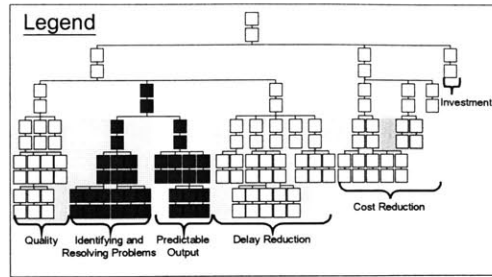 Legend
Investment
Cost Reduction
Quality
Identifying and
Resolving Problems
Predictable
Output
Delay Reduction